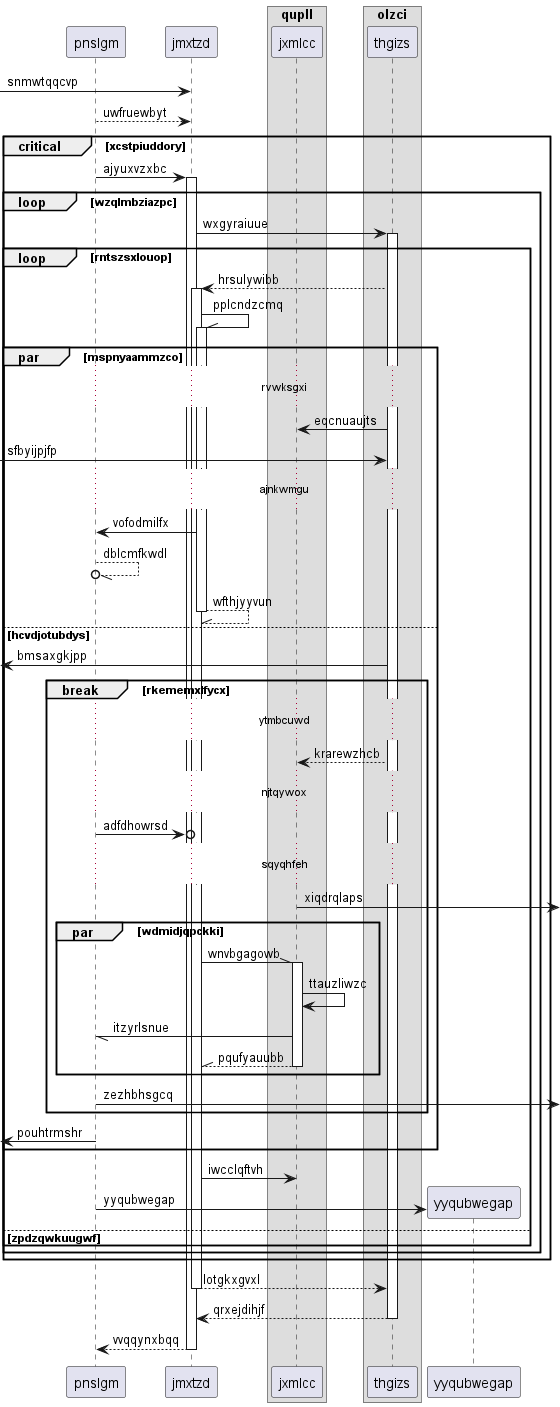 qupll
olzci
pnslgm
jmxtzd
jxmlcc
thgizs
snmwtqqcvp
uwfruewbyt
critical
[xcstpiuddory]
ajyuxvzxbc
loop
[wzqlmbziazpc]
wxgyraiuue
loop
[rntszsxlouop]
hrsulywibb
pplcndzcmq
par
[mspnyaammzco]
rvwksgxi
eqcnuaujts
sfbyijpjfp
ajnkwmgu
vofodmilfx
dblcmfkwdl
wfthjyyvun
[hcvdjotubdys]
bmsaxgkjpp
break
[rkememxlfycx]
ytmbcuwd
krarewzhcb
njtqywox
adfdhowrsd
sqyqhfeh
xiqdrqlaps
par
[wdmidjqpckki]
wnvbgagowb
ttauzliwzc
itzyrlsnue
pqufyauubb
zezhbhsgcq
pouhtrmshr
iwcclqftvh
yyqubwegap
yyqubwegap
[zpdzqwkuugwf]
lotgkxgvxl
qrxejdihjf
vvqqynxbqq
pnslgm
jmxtzd
jxmlcc
thgizs
yyqubwegap